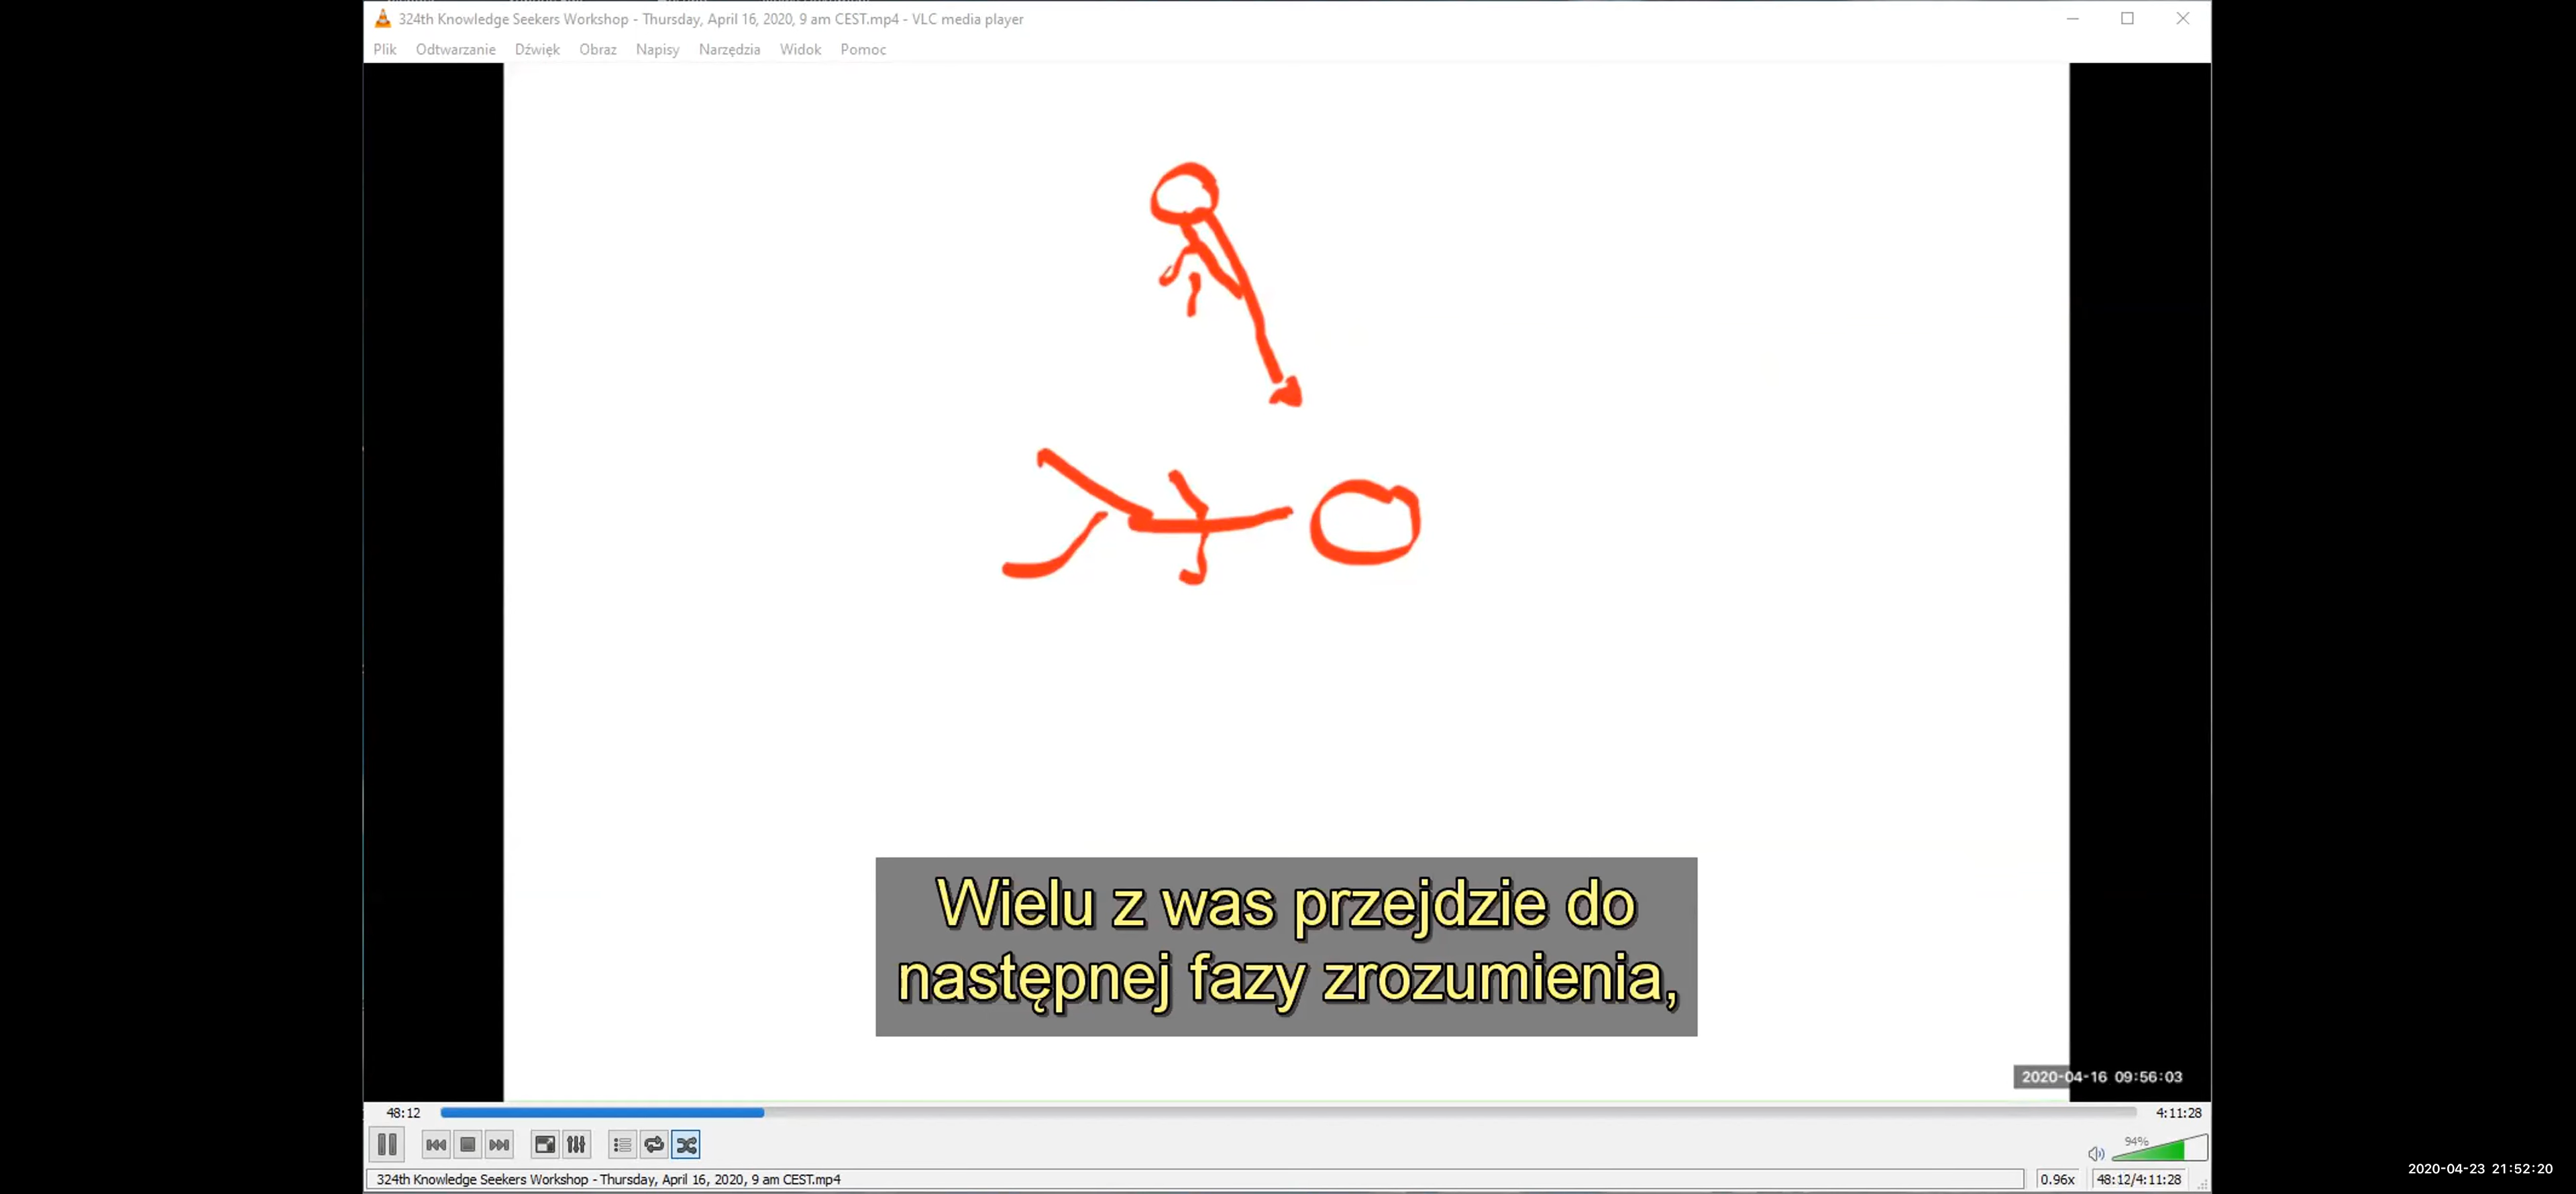 324th Knowledge Seekers Workshop - Thursday, April 16, 2020, 9 am CEST.mp4 - VLC media player
Plik Odtwarzanie Dźwięk Obraz Napisy Narzędzia Widok Pomoc
Wielu z was przejdzie do
następnej fazy zrozumienia,
2020-04-16 09:56:03
48:12 4:11:28
94%
324th Knowledge Seekers Workshop - Thursday, April 16, 2020, 9 am CEST.mp4 0.96x 48:12/4:11:28
2020-04-23 21:52:20